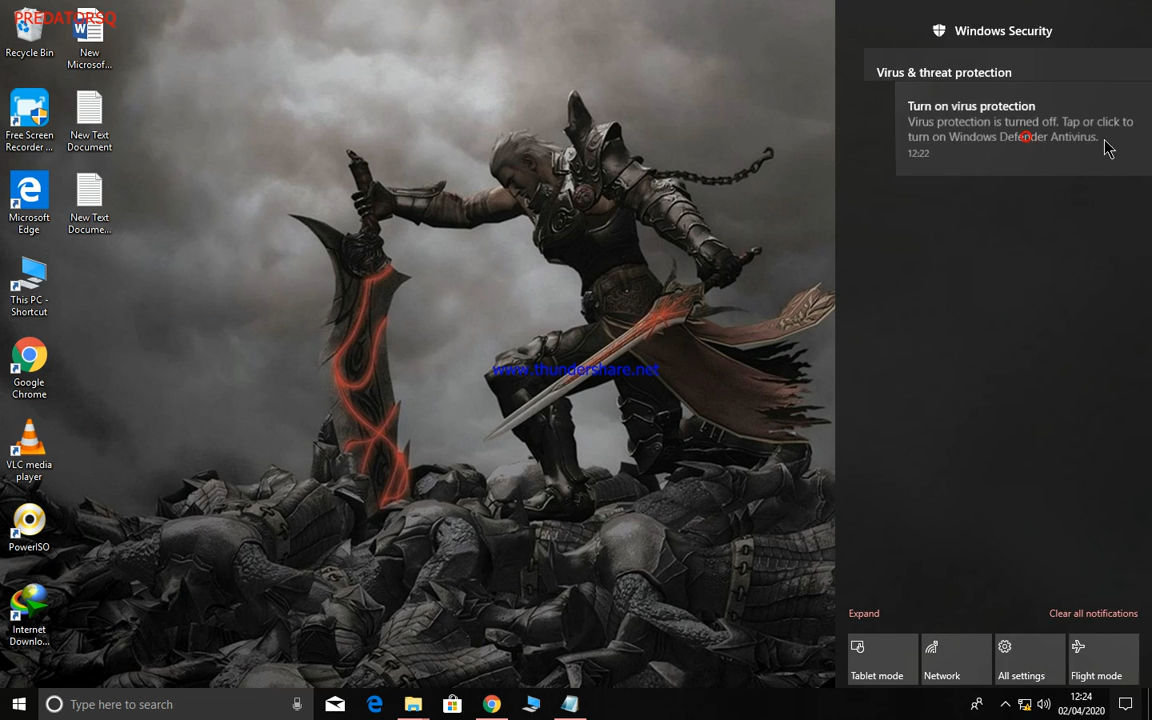 PREDATORSQ
Recycle Bin
New
Microsof...
Free Screen
Recorder ...
New Text
Document
Microsoft
Edge
New Text
Docume...
This PC -
Shortcut
Google
Chrome
VLC media
player
PowerISO
Internet
Downlo...
www.thundershare.net
Windows Security
Virus & threat protection
Turn on virus protection
Virus protection is turned off. Tap or click to
turn on Windows Defender Antivirus.
12:22
Expand
Clear all notifications
Tablet mode
Network
All settings
Flight mode
Type here to search
12:24
02/04/2020